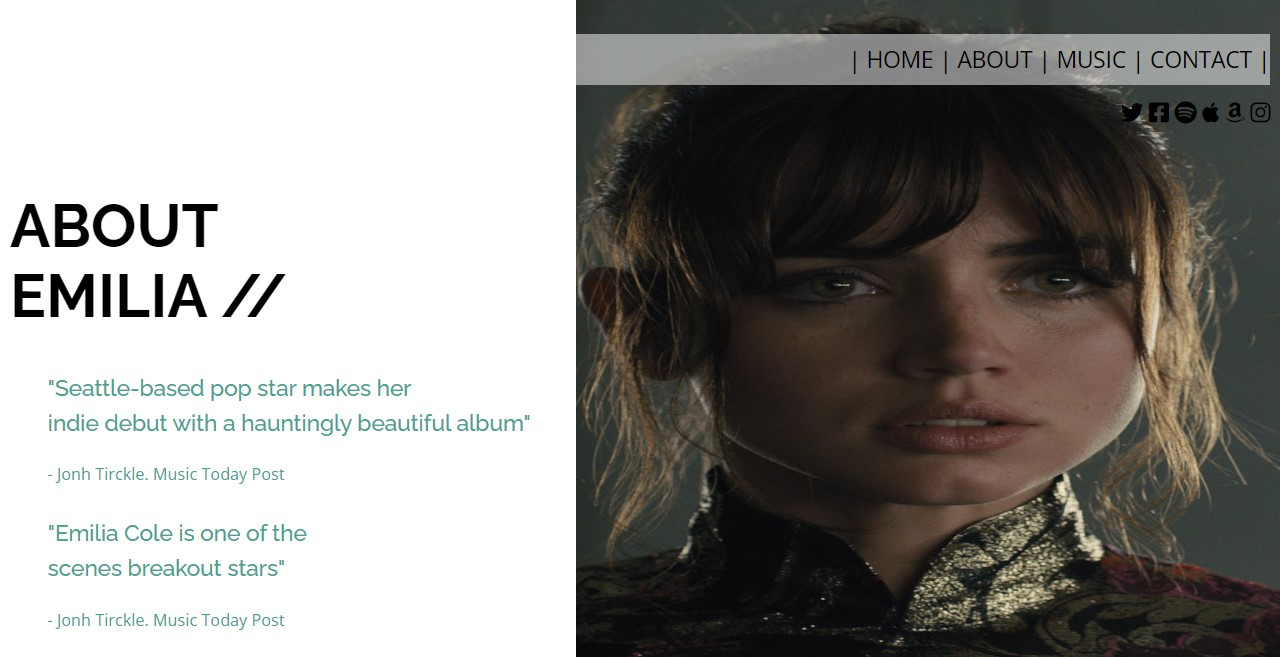 | HOME | ABOUT | MUSIC | CONTACT |
ABOUT
EMILIA //
"Seattle-based pop star makes her
indie debut with a hauntingly beautiful album"
- Jonh Tirckle. Music Today Post
"Emilia Cole is one of the
scenes breakout stars"
- Jonh Tirckle. Music Today Post